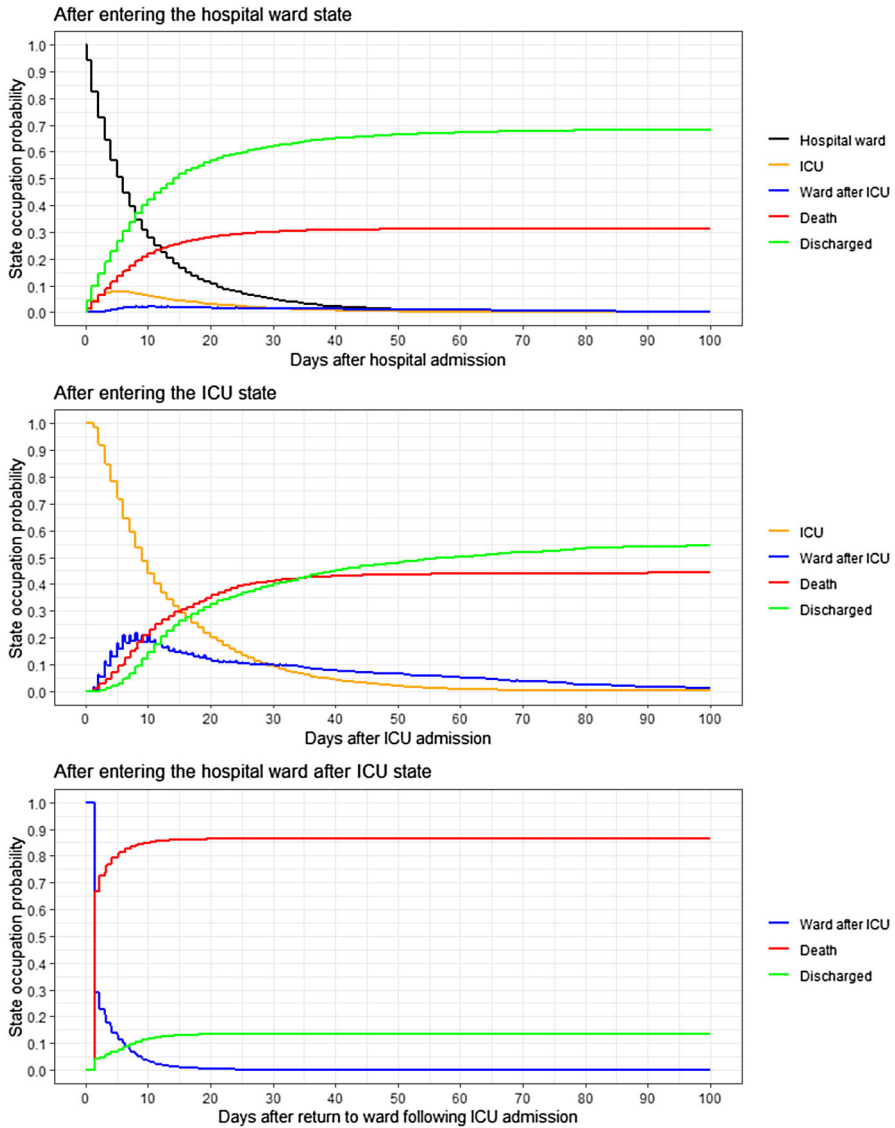 After entering the hospital ward state
State occupation probability
1.0
0.9
0.8
0.7
0.6
0.5
0.4
0.3
0.2
0.1
0.0
0 10 20 30 40 50 60 70 80 90 100
Days after hospital admission
Hospital ward
ICU
Ward after ICU
Death
Discharged
After entering the ICU state
State occupation probability
1.0
0.9
0.8
0.7
0.6
0.5
0.4
0.3
0.2
0.1
0.0
0 10 20 30 40 50 60 70 80 90 100
Days after ICU admission
ICU
Ward after ICU
Death
Discharged
After entering the hospital ward after ICU state
State occupation probability
1.0
0.9
0.8
0.7
0.6
0.5
0.4
0.3
0.2
0.1
0.0
0 10 20 30 40 50 60 70 80 90 100
Days after return to ward following ICU admission
Ward after ICU
Death
Discharged